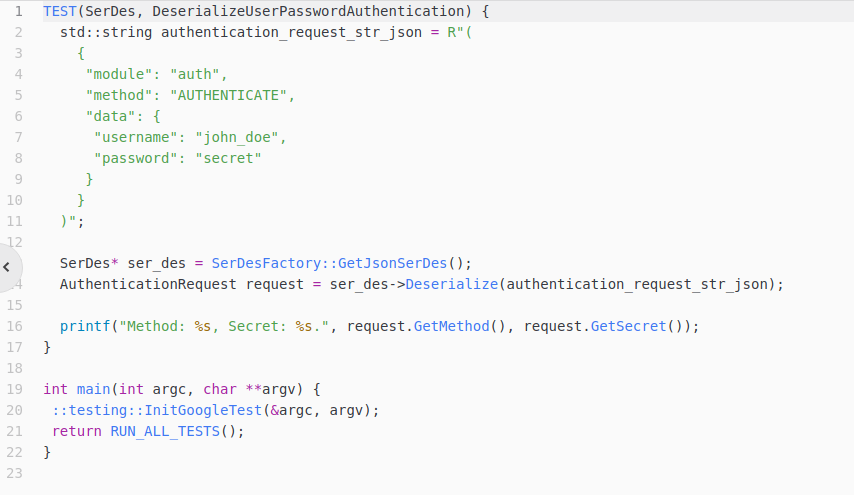 1 TEST(SerDes, DeserializeUserPasswordAuthentication) {
2   std::string authentication_request_str_json = R"(
3     {
4      "module": "auth",
5      "method": "AUTHENTICATE",
6      "data": {
7       "username": "john_doe",
8       "password": "secret"
9      }
10     }
11   )";
12
   SerDes* ser_des = SerDesFactory::GetJsonSerDes();
4   AuthenticationRequest request = ser_des->Deserialize(authentication_request_str_json);
15
16   printf("Method: %s, Secret: %s.", request.GetMethod(), request.GetSecret());
17 }
18
19 int main(int argc, char **argv) {
20  ::testing::InitGoogleTest(&argc, argv);
21  return RUN_ALL_TESTS();
22 }
23